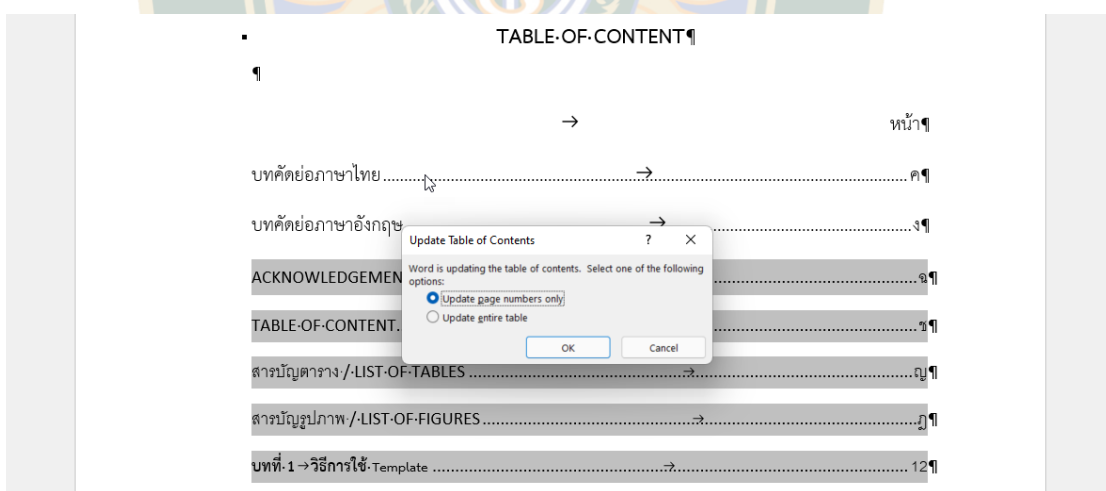 TABLE·OF·CONTENT¶
¶
→ หน้า¶
บทคัดย่อภาษาไทย...→...ค¶
บทคัดย่อภาษาอังกฤษ...→...ง¶
Update Table of Contents ? ×
Word is updating the table of contents. Select one of the following
options:
Update page numbers only
Update entire table
OK Cancel
ACKNOWLEDGEMEN...ฉ¶
TABLE·OF·CONTENT...ช¶
สารบัญตาราง·/·LIST·OF·TABLES...→...ญ¶
สารบัญรูปภาพ·/·LIST·OF·FIGURES...→...ฎ¶
บทที่·1→วิธีการใช้·Template...→...12¶